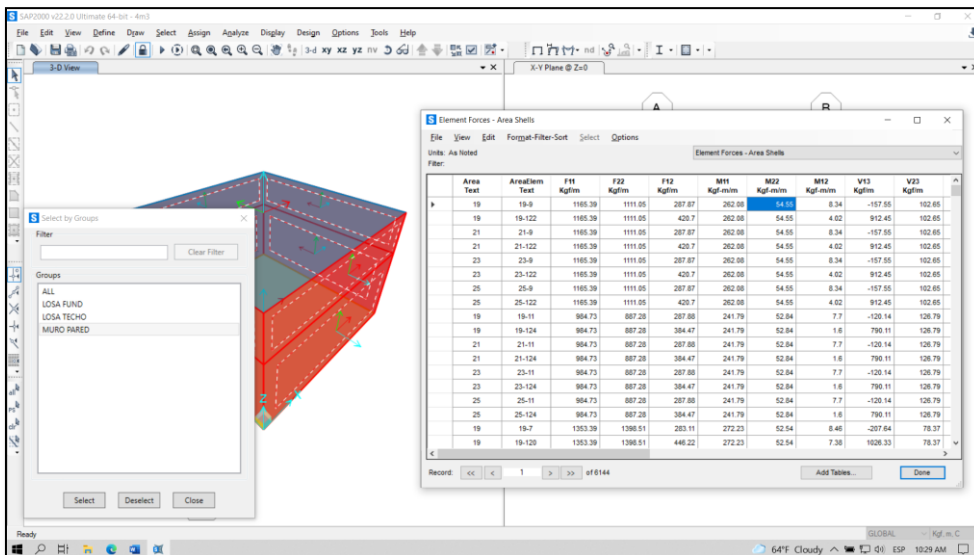 SAP2000 v22.2.0 Ultimate 64-bit - 4m3
File Edit View Define Draw Select Assign Analyze Display Design Options Tools Help
3-d xy xz yz nv
nd
3-D View
X-Y Plane @ Z=0
A
B
Z
Select by Groups
Filter
Clear Filter
Groups
ALL
LOSA FUND
LOSA TECHO
MURO PARED
Select Deselect Close
Element Forces - Area Shells
File View Edit Format-Filter-Sort Select Options
Units: As Noted Element Forces - Area Shells
Filter:
Area AreaElem F11 F22 F12 M11 M22 M12 V13 V23
Text Text Kgf/m Kgf/m Kgf/m Kgf-m/m Kgf-m/m Kgf-m/m Kgf/m Kgf/m
19 19-9 1165.39 1111.05 287.87 262.08 54.55 8.34 -157.55 102.65
19 19-122 1165.39 1111.05 420.7 262.08 54.55 4.02 912.45 102.65
21 21-9 1165.39 1111.05 287.87 262.08 54.55 8.34 -157.55 102.65
21 21-122 1165.39 1111.05 420.7 262.08 54.55 4.02 912.45 102.65
23 23-9 1165.39 1111.05 287.87 262.08 54.55 8.34 -157.55 102.65
23 23-122 1165.39 1111.05 420.7 262.08 54.55 4.02 912.45 102.65
25 25-9 1165.39 1111.05 287.87 262.08 54.55 8.34 -157.55 102.65
25 25-122 1165.39 1111.05 420.7 262.08 54.55 4.02 912.45 102.65
19 19-11 984.73 887.28 287.88 241.79 52.84 7.7 -120.14 126.79
19 19-124 984.73 887.28 384.47 241.79 52.84 1.6 790.11 126.79
21 21-11 984.73 887.28 287.88 241.79 52.84 7.7 -120.14 126.79
21 21-124 984.73 887.28 384.47 241.79 52.84 1.6 790.11 126.79
23 23-11 984.73 887.28 287.88 241.79 52.84 7.7 -120.14 126.79
23 23-124 984.73 887.28 384.47 241.79 52.84 1.6 790.11 126.79
25 25-11 984.73 887.28 287.88 241.79 52.84 7.7 -120.14 126.79
25 25-124 984.73 887.28 384.47 241.79 52.84 1.6 790.11 126.79
19 19-7 1353.39 1398.51 283.11 272.23 52.54 8.46 -207.64 78.37
19 19-120 1353.39 1398.51 446.22 272.23 52.54 7.38 1026.33 78.37
Record: << < 1 > >> of 6144 Add Tables... Done
Ready GLOBAL Kgf, m, C
64°F Cloudy ESP 10:29 AM